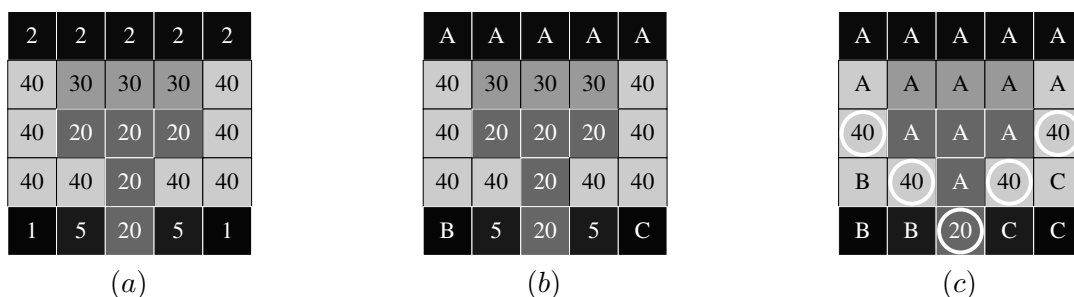 2 2 2 2 2 A A A A A A A A A A
40 30 30 30 40 40 30 30 30 40 A A A A A
40 20 20 20 40 40 20 20 20 40 40 A A A 40
40 40 20 40 40 40 40 20 40 40 B 40 A 40 C
1 5 20 5 1 B 5 20 5 C B B 20 C C
(a) (b) (c)